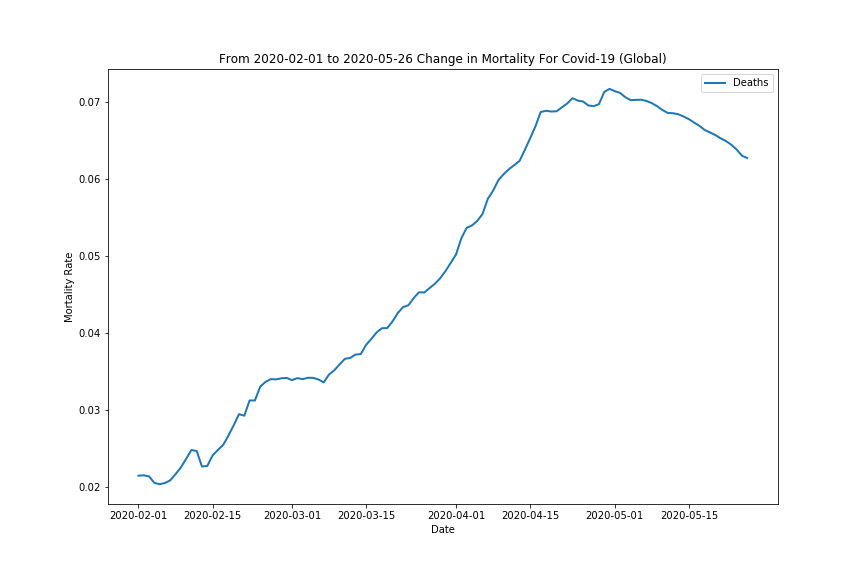 From 2020-02-01 to 2020-05-26 Change in Mortality For Covid-19 (Global)
Deaths
Mortality Rate
0.07
0.06
0.05
0.04
0.03
0.02
2020-02-01 2020-02-15 2020-03-01 2020-03-15 2020-04-01 2020-04-15 2020-05-01 2020-05-15
Date